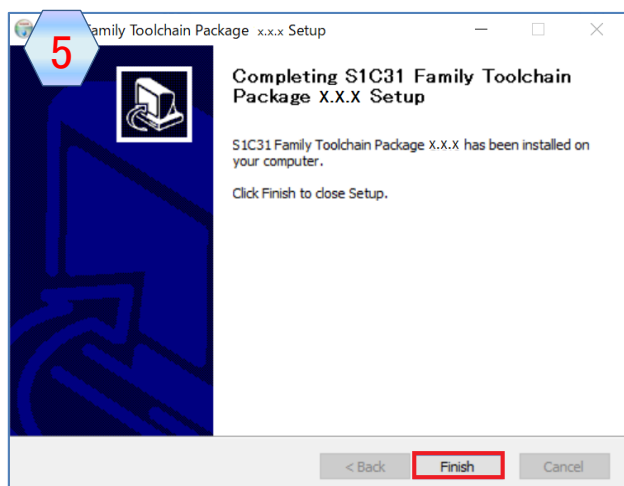 5
amily Toolchain Package x.x.x Setup
Completing S1C31 Family Toolchain
Package X.X.X Setup
S1C31 Family Toolchain Package X.X.X has been installed on
your computer.
Click Finish to close Setup.
< Back Finish Cancel